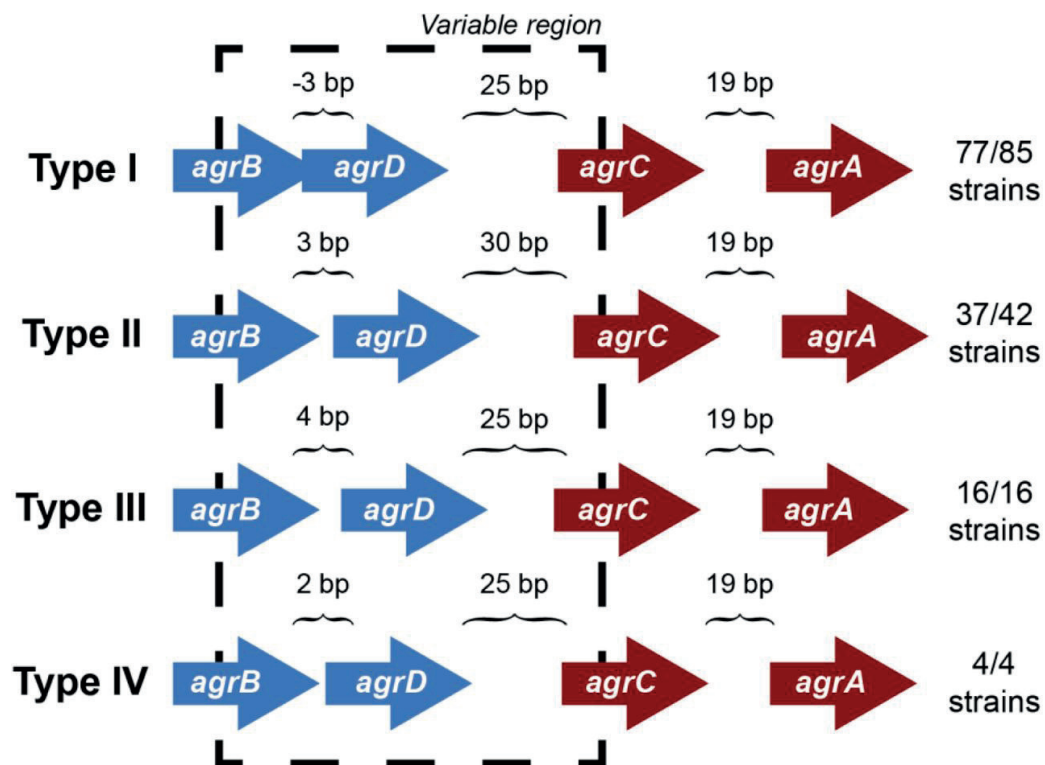 Variable region
-3 bp 25 bp 19 bp
Type I agrB agrD agrC agrA 77/85
strains
3 bp 30 bp 19 bp
Type II agrB agrD agrC agrA 37/42
strains
4 bp 25 bp 19 bp
Type III agrB agrD agrC agrA 16/16
strains
2 bp 25 bp 19 bp
Type IV agrB agrD agrC agrA 4/4
strains